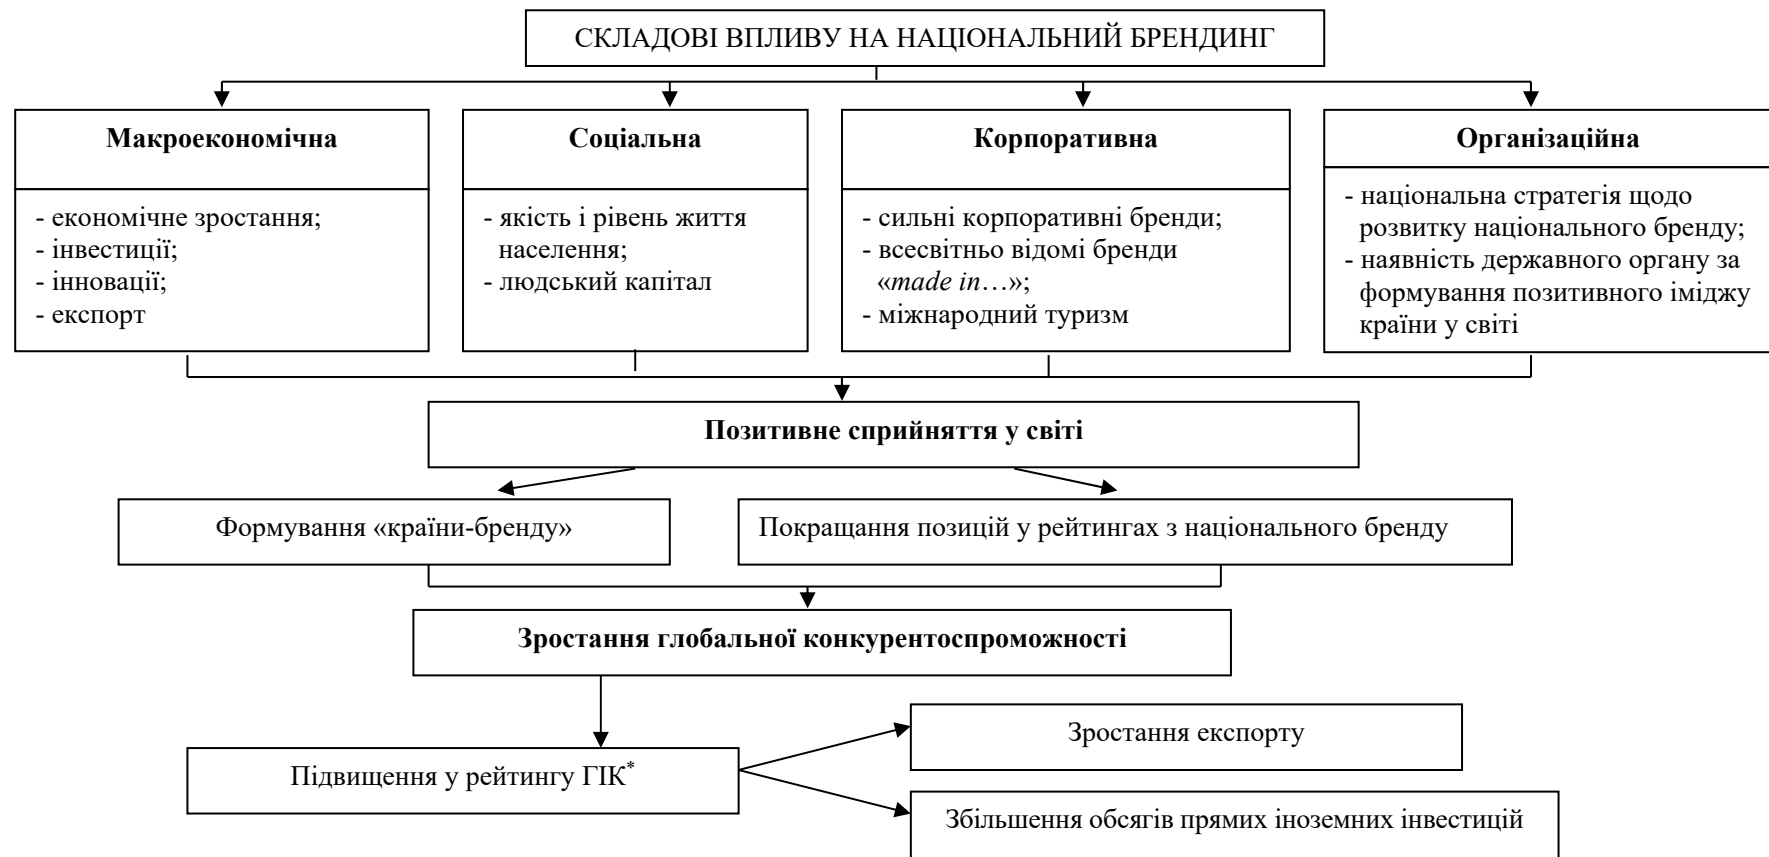 СКЛАДОВІ ВПЛИВУ НА НАЦІОНАЛЬНИЙ БРЕНДИНГ
Макроекономічна
- економічне зростання;
- інвестиції;
- інновації;
- експорт
Соціальна
- якість і рівень життя
населення;
- людський капітал
Корпоративна
- сильні корпоративні бренди;
- всесвітньо відомі бренди
«made in…»;
- міжнародний туризм
Організаційна
- національна стратегія щодо
розвитку національного бренду;
- наявність державного органу за
формування позитивного іміджу
країни у світі
Позитивне сприйняття у світі
Формування «країни-бренду»
Покращання позицій у рейтингах з національного бренду
Зростання глобальної конкурентоспроможності
Підвищення у рейтингу ГІК*
Зростання експорту
Збільшення обсягів прямих іноземних інвестицій